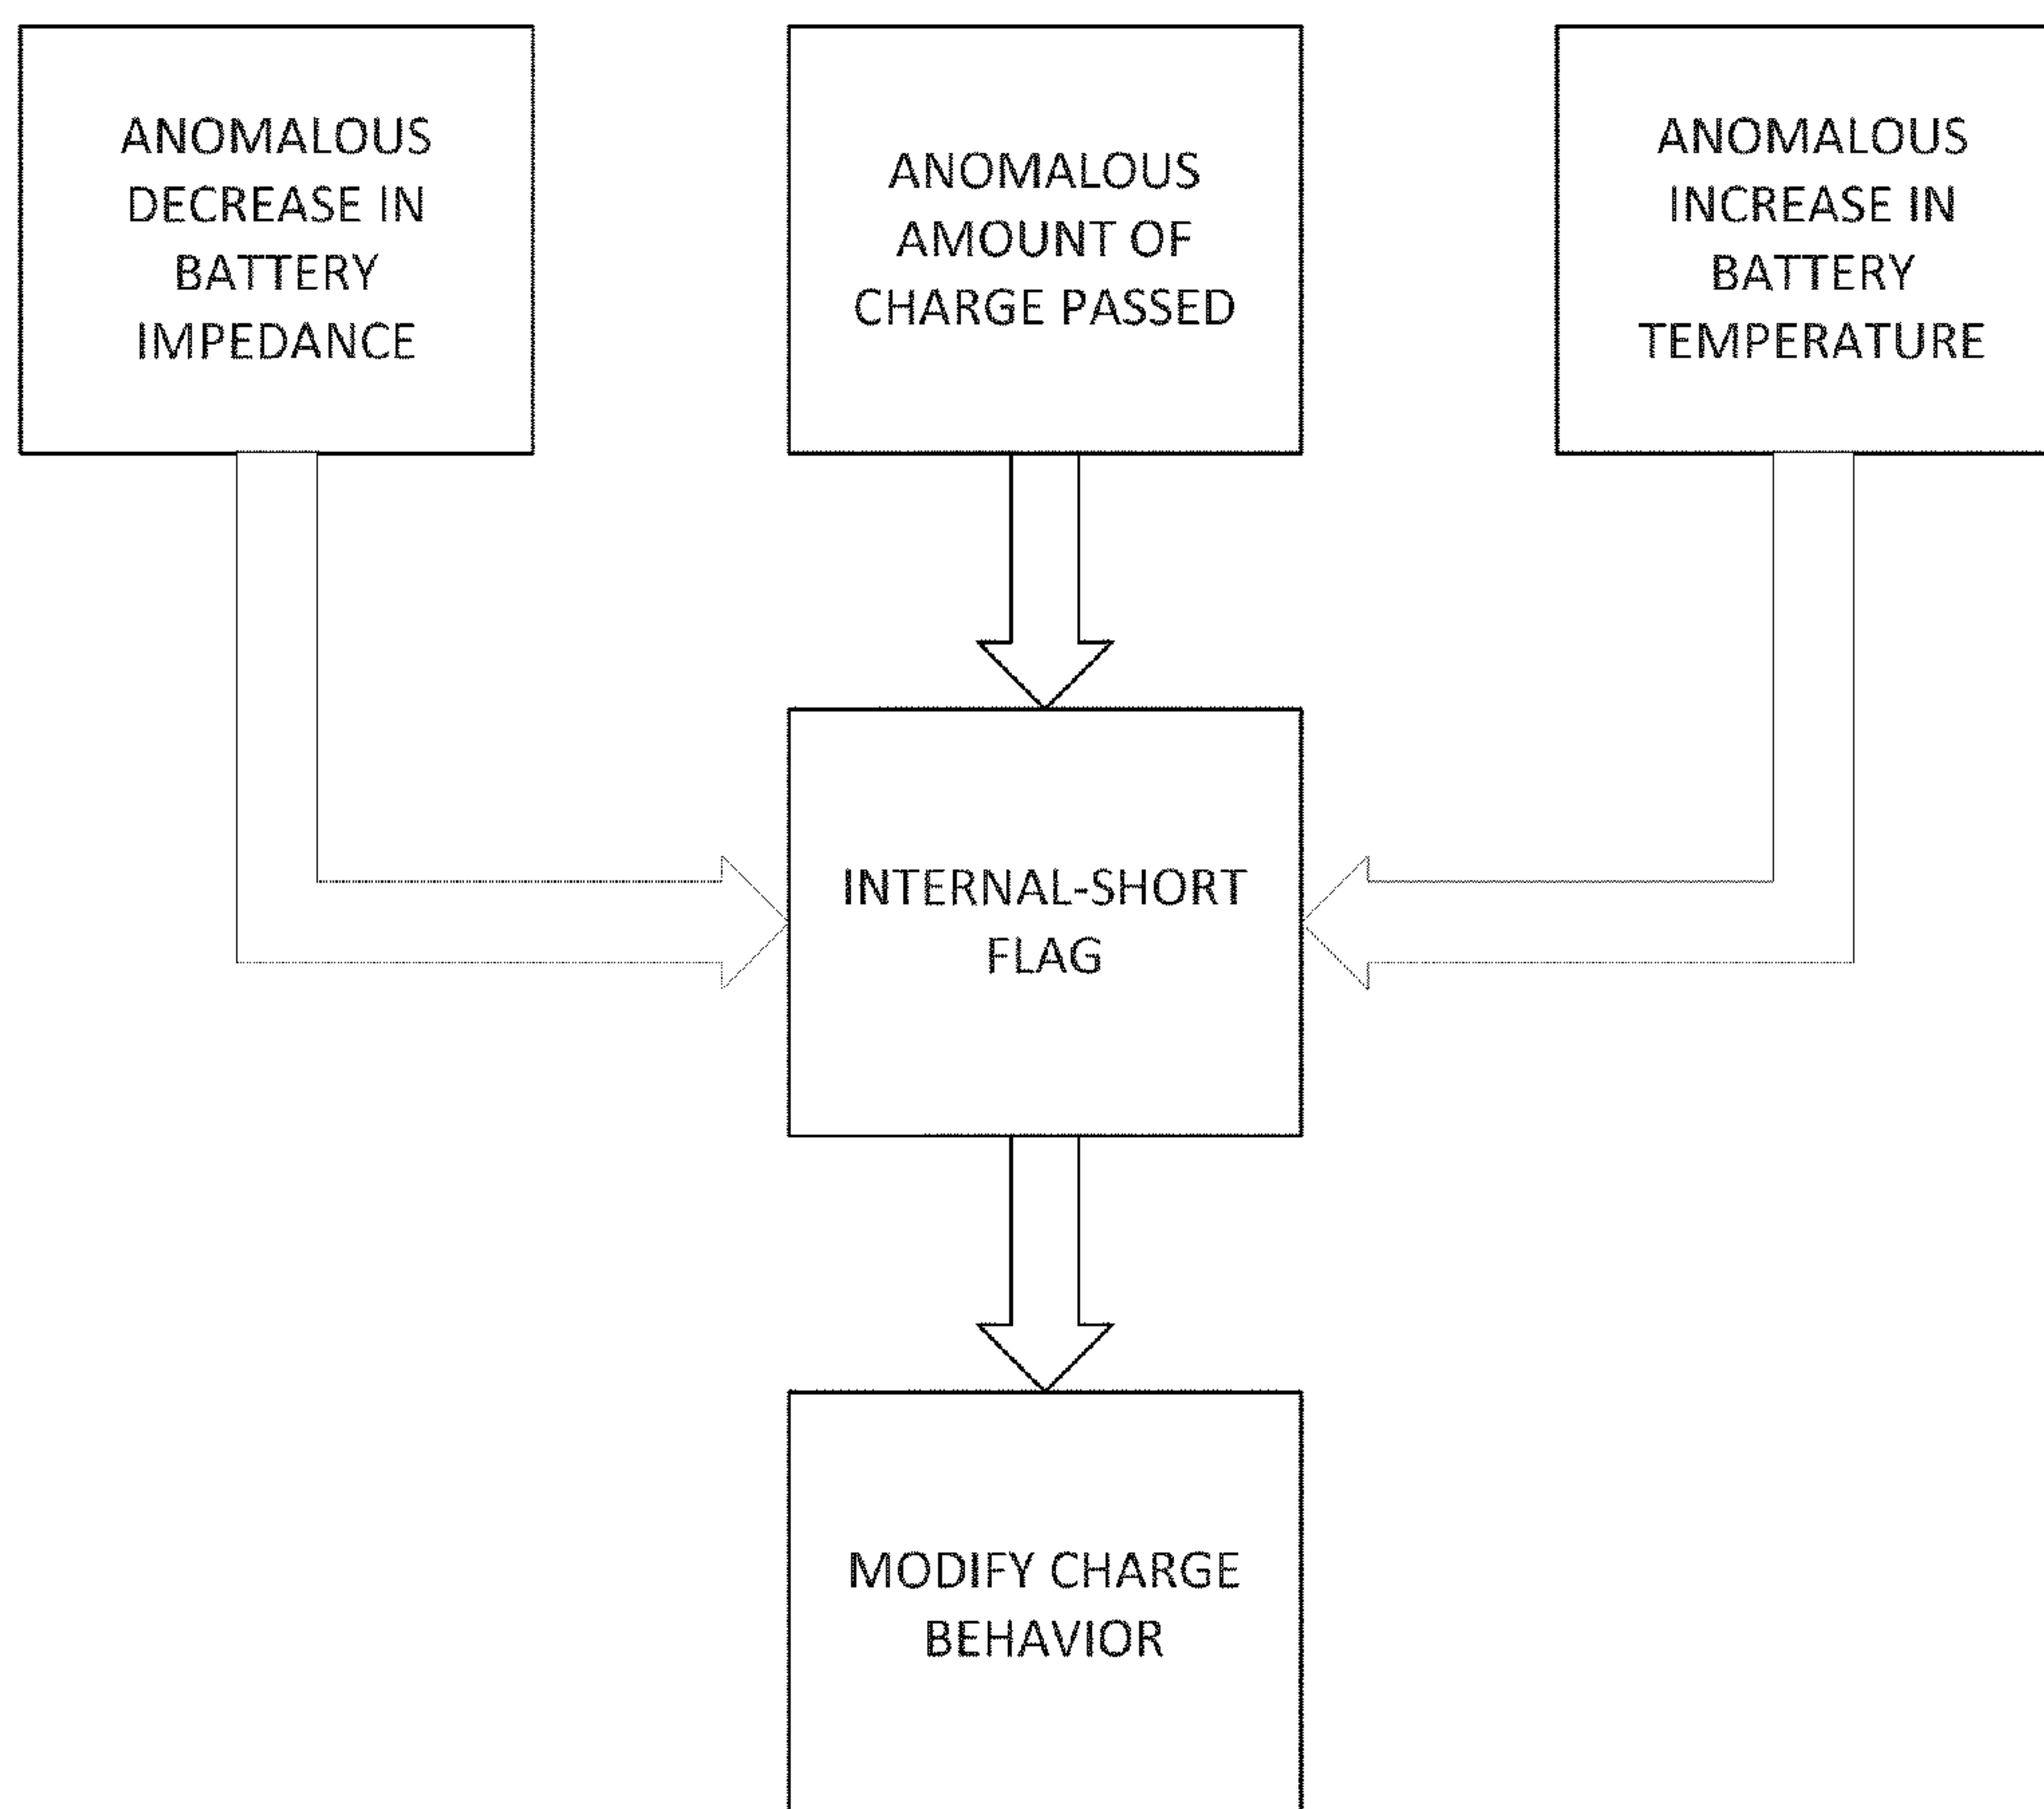 ANOMALOUS
DECREASE IN
BATTERY
IMPEDANCE
ANOMALOUS
AMOUNT OF
CHARGE PASSED
ANOMALOUS
INCREASE IN
BATTERY
TEMPERATURE
INTERNAL-SHORT
FLAG
MODIFY CHARGE
BEHAVIOR